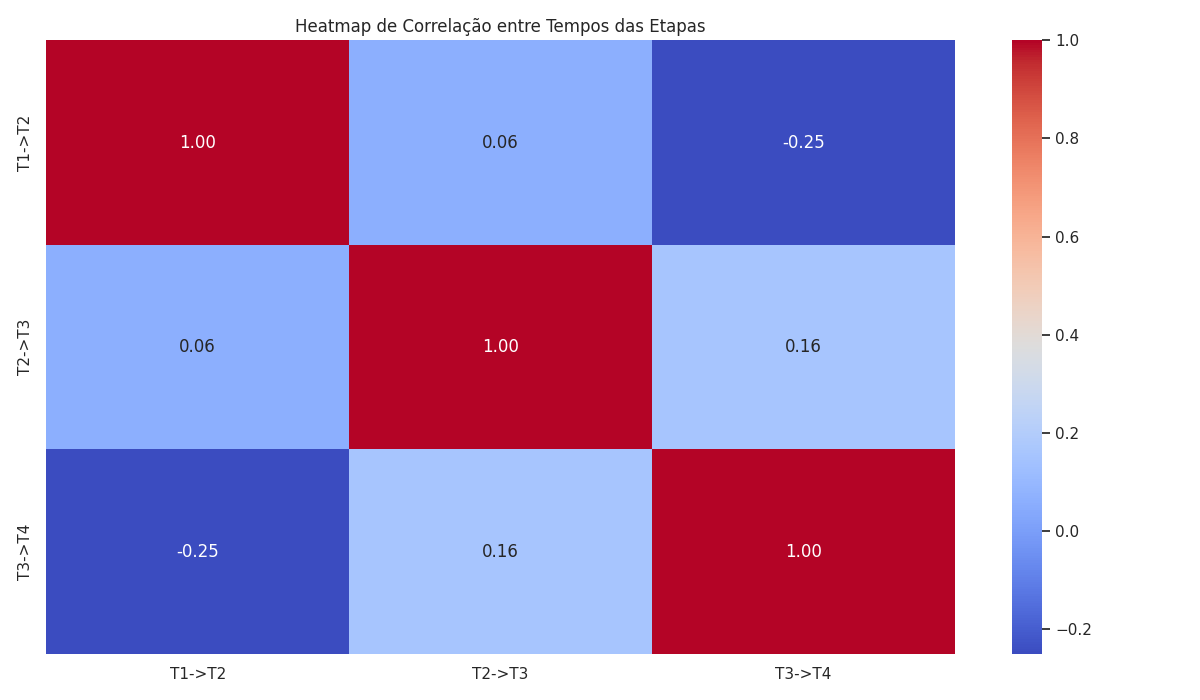 Heatmap de Correlação entre Tempos das Etapas
T1->T2
1.00
0.06
-0.25
T2->T3
0.06
1.00
0.16
T3->T4
-0.25
0.16
1.00
T1->T2
T2->T3
T3->T4
1.0
0.8
0.6
0.4
0.2
0.0
−0.2